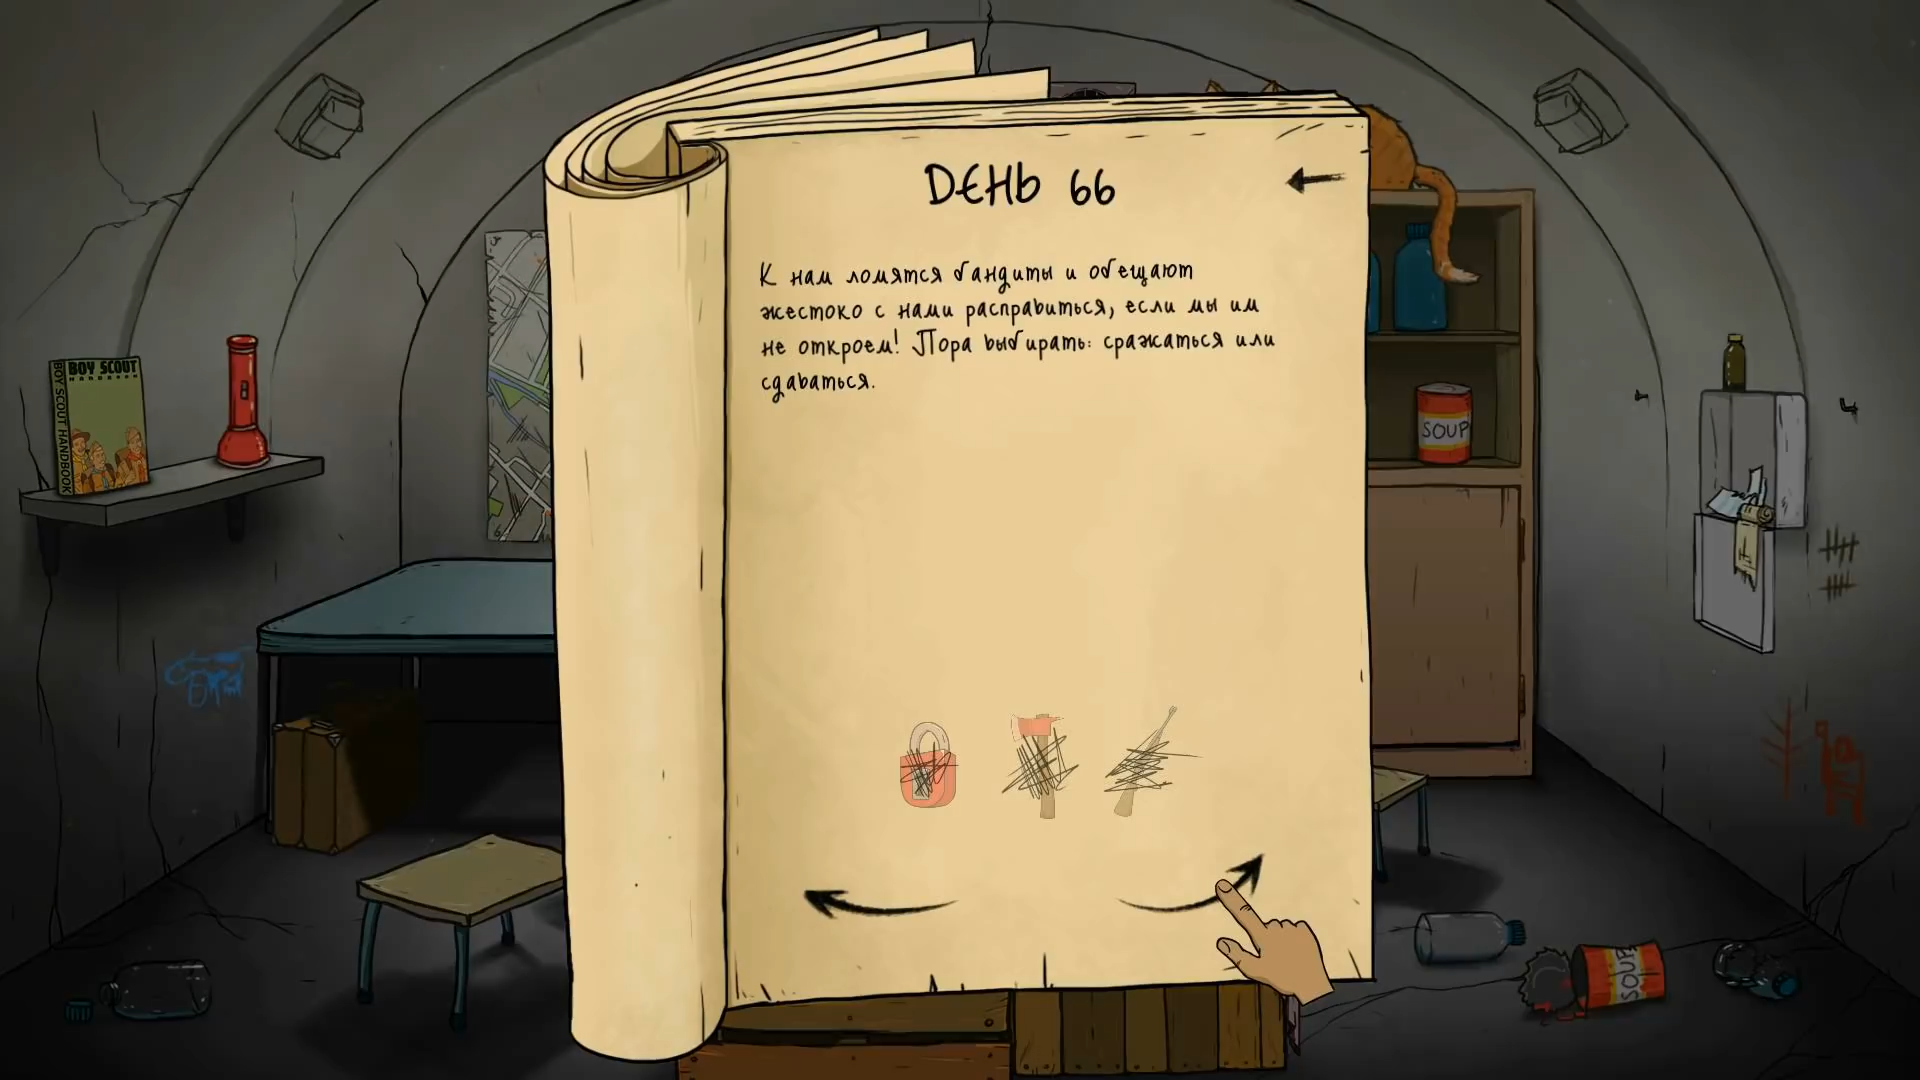 ДЕНЬ 66
К нам ломятся бандиты и обещают
жестоко с нами расправиться, если мы им
не откроем! Пора выбирать: сражаться или
сдаваться.
BOY SCOUT
HANDBOOK
BOY SCOUT HANDBOOK
SOUP
SOUP